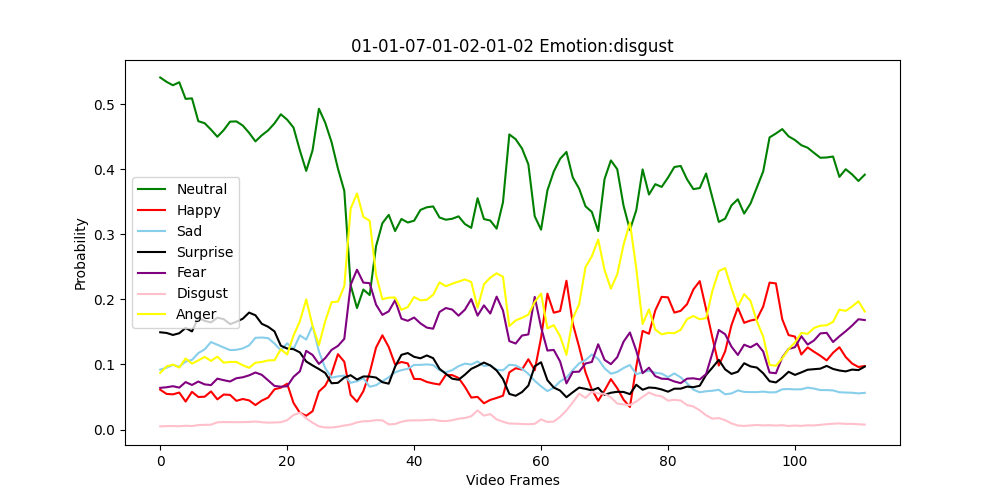 01-01-07-01-02-01-02 Emotion:disgust
0.5
0.4
0.3
0.2
0.1
0.0
Probability
Neutral
Happy
Sad
Surprise
Fear
Disgust
Anger
0 20 40 60 80 100
Video Frames